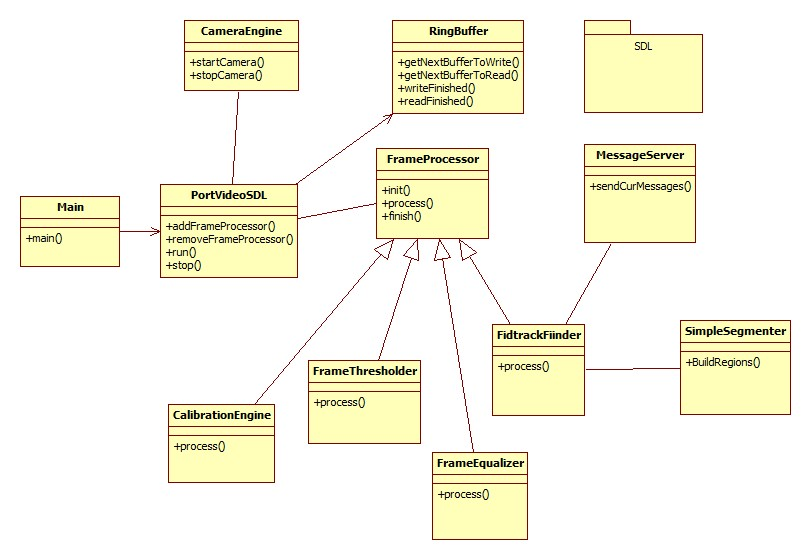 CameraEngine
+startCamera()
+stopCamera()
RingBuffer
+getNextBufferToWrite()
+getNextBufferToRead()
+writeFinished()
+readFinished()
SDL
FrameProcessor
+init()
+process()
+finish()
MessageServer
+sendCurMessages()
Main
+main()
PortVideoSDL
+addFrameProcessor()
+removeFrameProcessor()
+run()
+stop()
FidtrackFiinder
+process()
SimpleSegmenter
+BuildRegions()
FrameThresholder
+process()
CalibrationEngine
+process()
FrameEqualizer
+process()